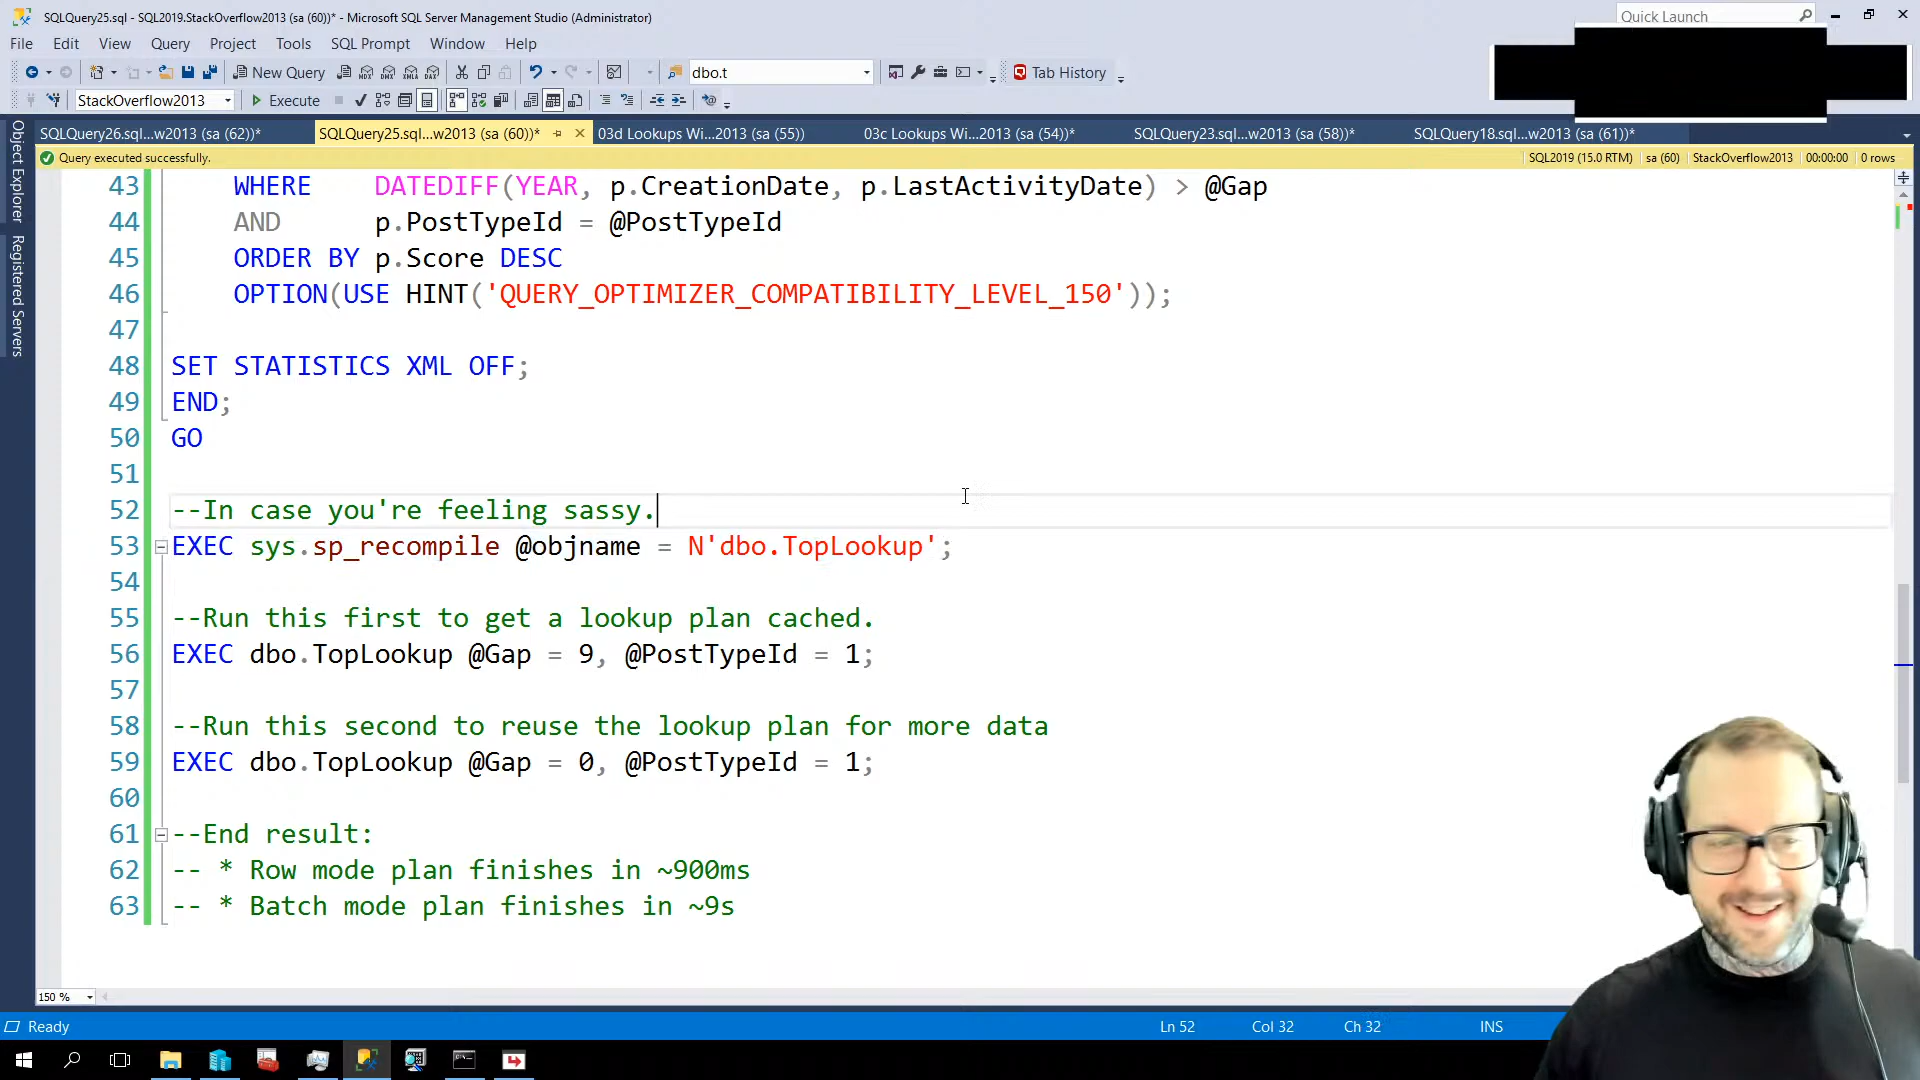 SQLQuery25.sql - SQL2019.StackOverflow2013 (sa (60))* - Microsoft SQL Server Management Studio (Administrator)
Quick Launch
File Edit View Query Project Tools SQL Prompt Window Help
New Query dbo.t Tab History
StackOverflow2013 Execute
SQLQuery26.sql...w2013 (sa (62))* SQLQuery25.sql...w2013 (sa (60))* 03d Lookups Wi...2013 (sa (55)) 03c Lookups Wi...2013 (sa (54))* SQLQuery23.sql...w2013 (sa (58))* SQLQuery18.sql...w2013 (sa (61))*
Query executed successfully. SQL2019 (15.0 RTM) sa (60) StackOverflow2013 00:00:00 0 rows
Object Explorer
Registered Servers
43 WHERE DATEDIFF(YEAR, p.CreationDate, p.LastActivityDate) > @Gap
44 AND p.PostTypeId = @PostTypeId
45 ORDER BY p.Score DESC
46 OPTION(USE HINT('QUERY_OPTIMIZER_COMPATIBILITY_LEVEL_150'));
47
48 SET STATISTICS XML OFF;
49 END;
50 GO
51
52 --In case you're feeling sassy.
53 EXEC sys.sp_recompile @objname = N'dbo.TopLookup';
54
55 --Run this first to get a lookup plan cached.
56 EXEC dbo.TopLookup @Gap = 9, @PostTypeId = 1;
57
58 --Run this second to reuse the lookup plan for more data
59 EXEC dbo.TopLookup @Gap = 0, @PostTypeId = 1;
60
61 --End result:
62 -- * Row mode plan finishes in ~900ms
63 -- * Batch mode plan finishes in ~9s
150 %
Ready Ln 52 Col 32 Ch 32 INS